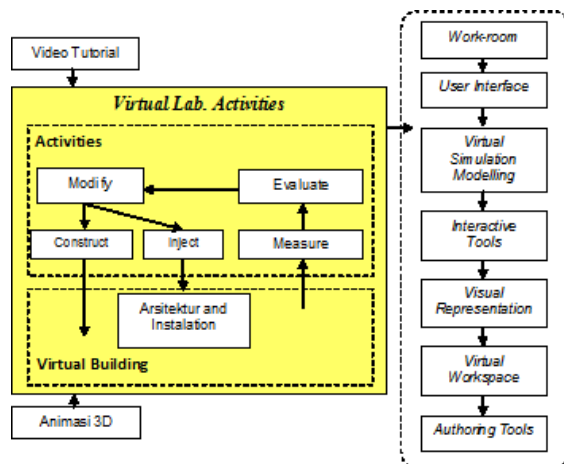 Video Tutorial
Virtual Lab. Activities
Activities
Modify
Evaluate
Construct
Inject
Measure
Arsitektur and
Instalation
Virtual Building
Animasi 3D
Work-room
User Interface
Virtual
Simulation
Modelling
Interactive
Tools
Visual
Representation
Virtual
Workspace
Authoring Tools